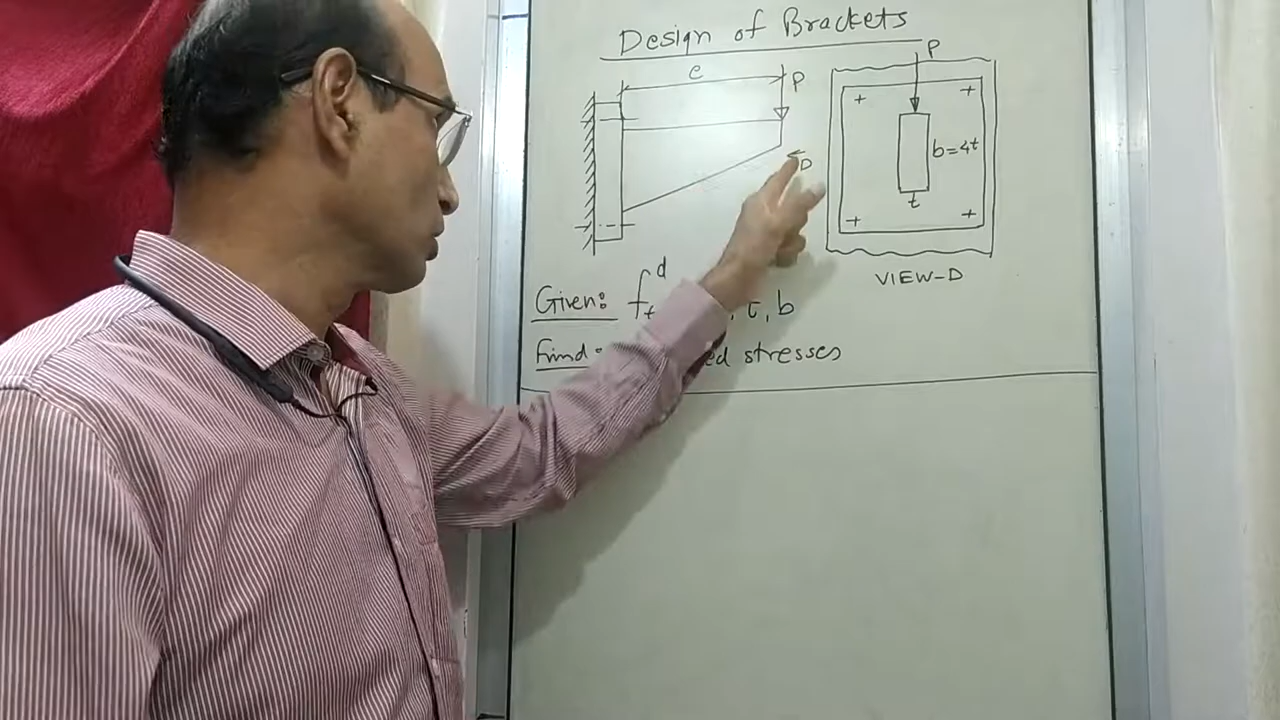 Design of Brackets
e
P
P
D
b=4t
t
VIEW-D
Given: , b
Find: stresses